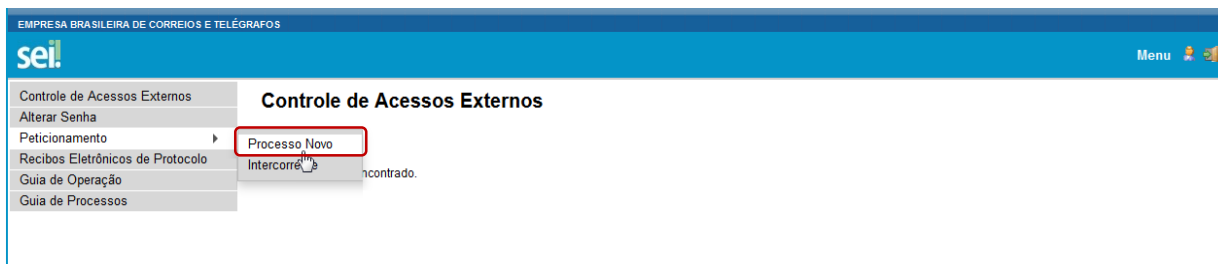 EMPRESA BRASILEIRA DE CORREIOS E TELÉGRAFOS
sei!
Menu
Controle de Acessos Externos
Alterar Senha
Peticionamento
Recibos Eletrônicos de Protocolo
Guia de Operação
Guia de Processos
Controle de Acessos Externos
Processo Novo
ncontrado.